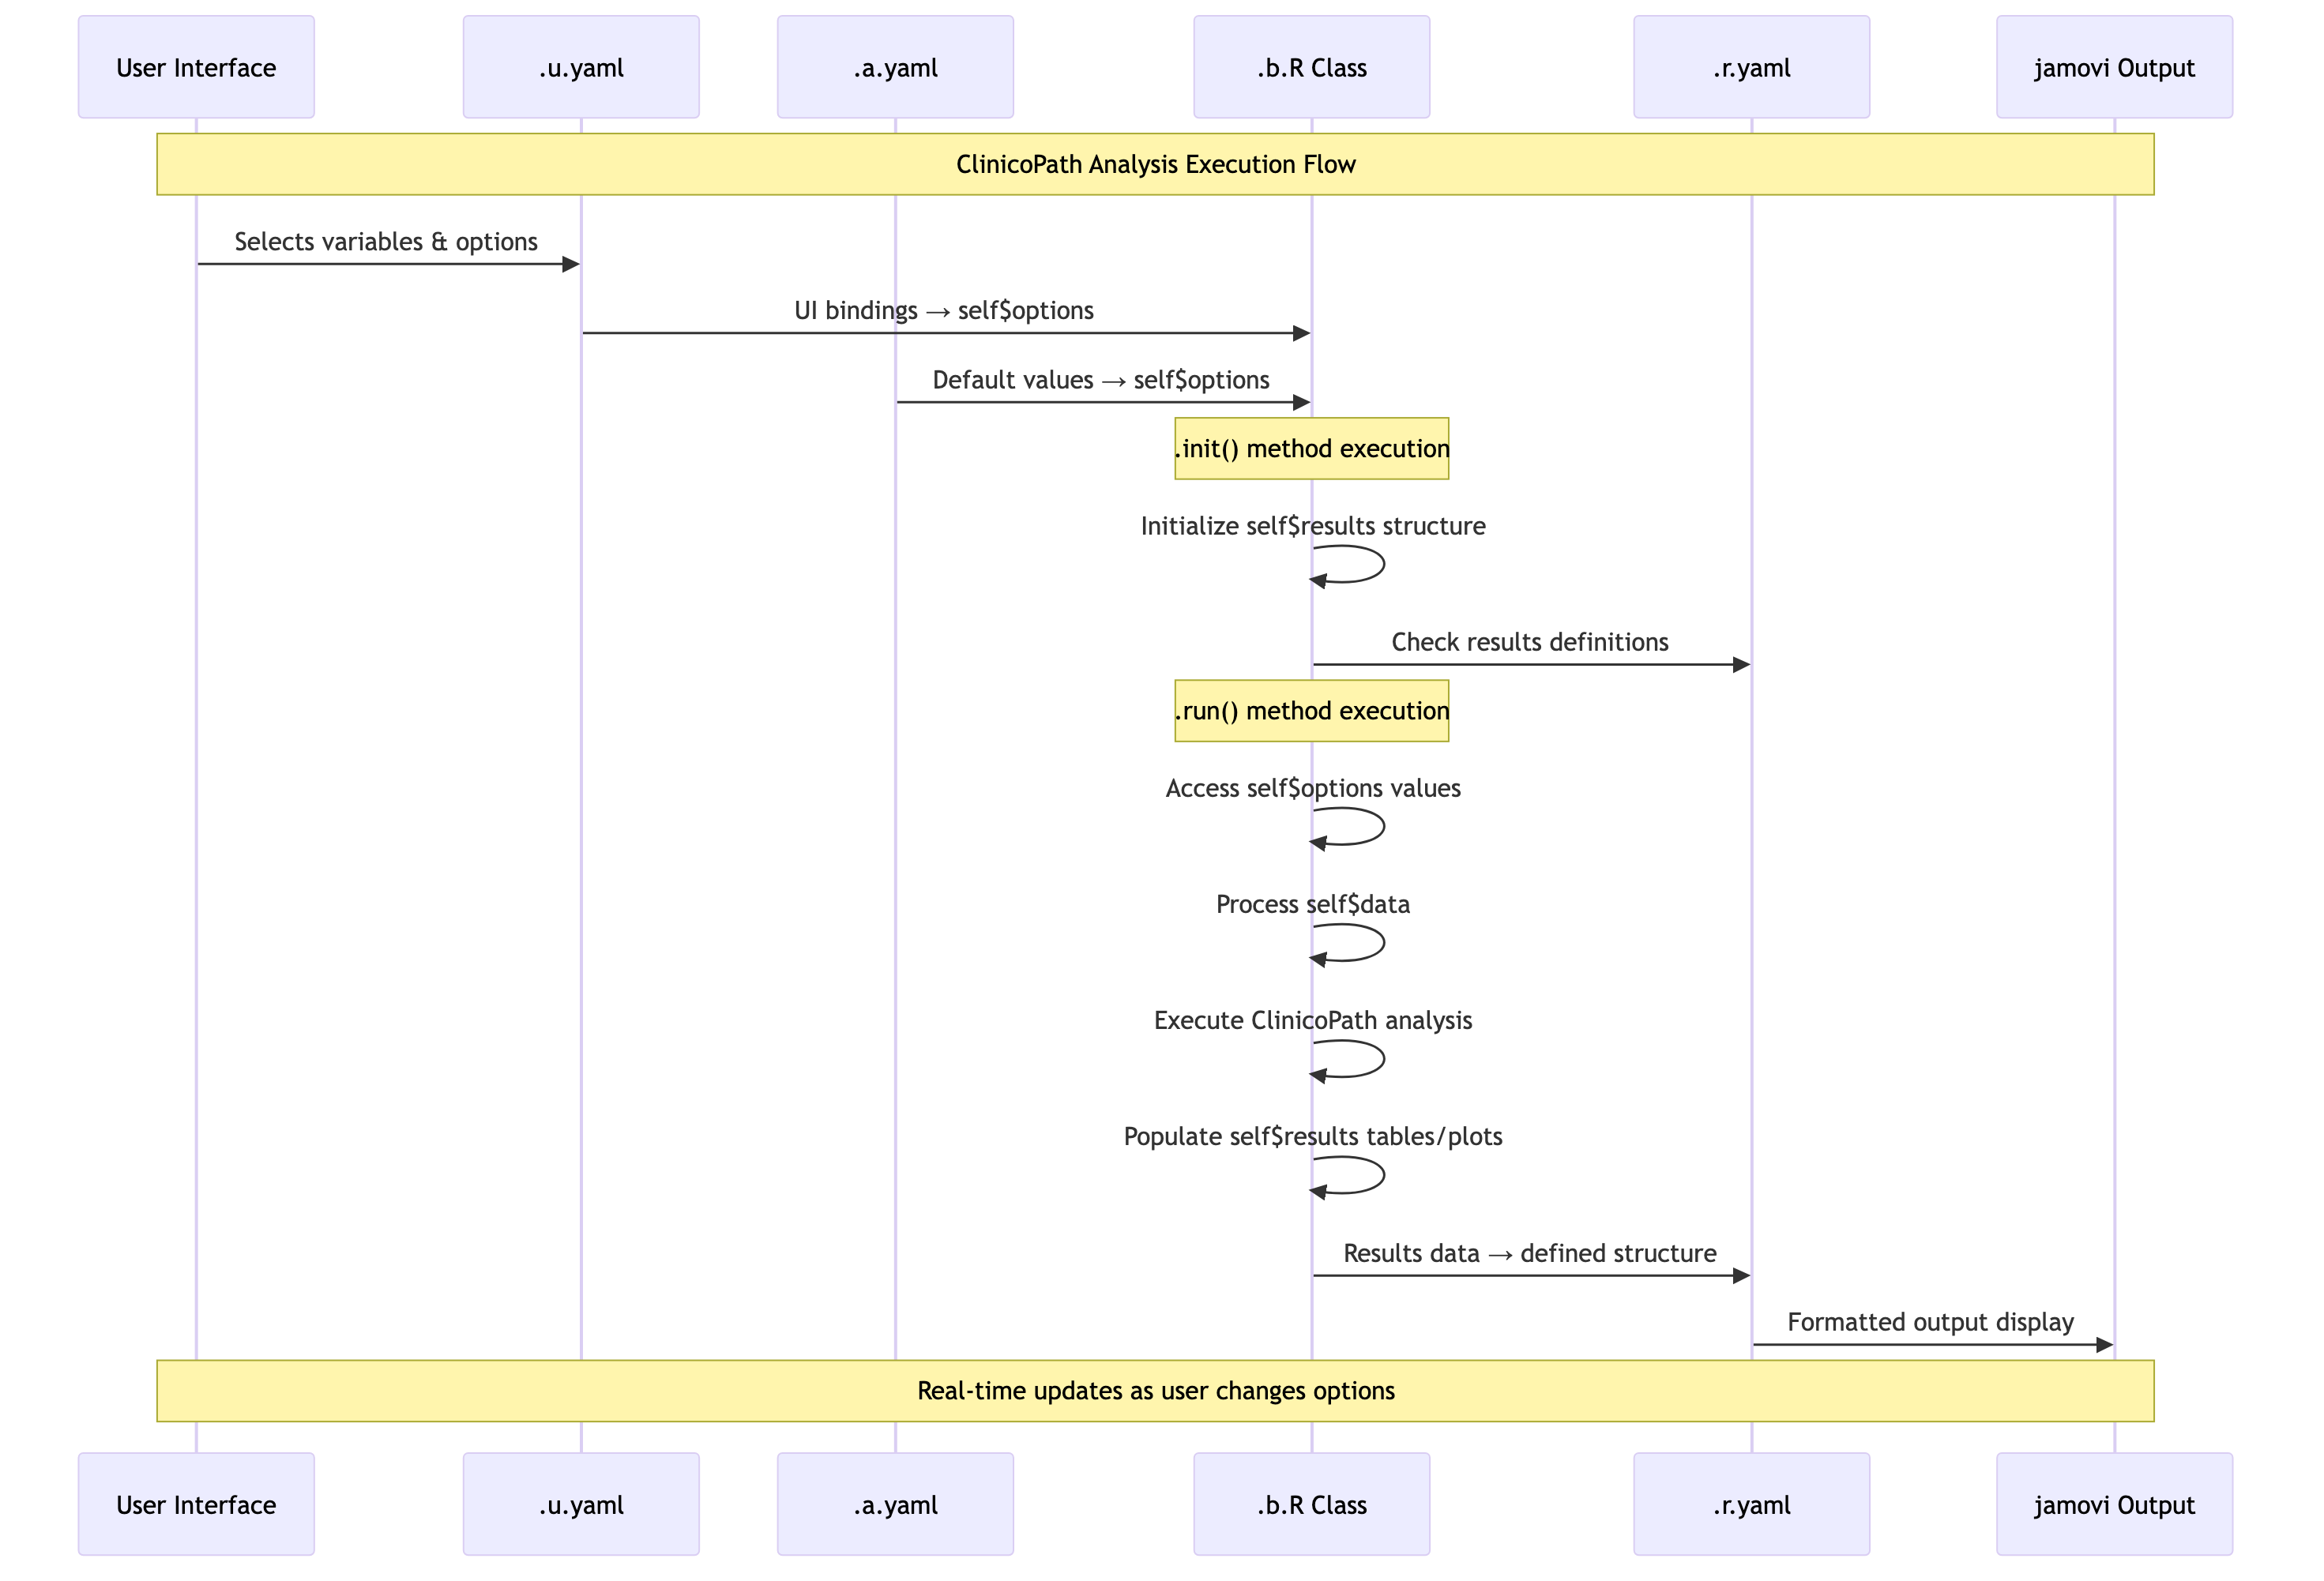 User Interface
.u.yaml
.a.yaml
.b.R Class
.r.yaml
jamovi Output
ClinicoPath Analysis Execution Flow
Selects variables & options
UI bindings → self$options
Default values → self$options
.init() method execution
Initialize self$results structure
Check results definitions
.run() method execution
Access self$options values
Process self$data
Execute ClinicoPath analysis
Populate self$results tables/plots
Results data → defined structure
Formatted output display
Real-time updates as user changes options
User Interface
.u.yaml
.a.yaml
.b.R Class
.r.yaml
jamovi Output